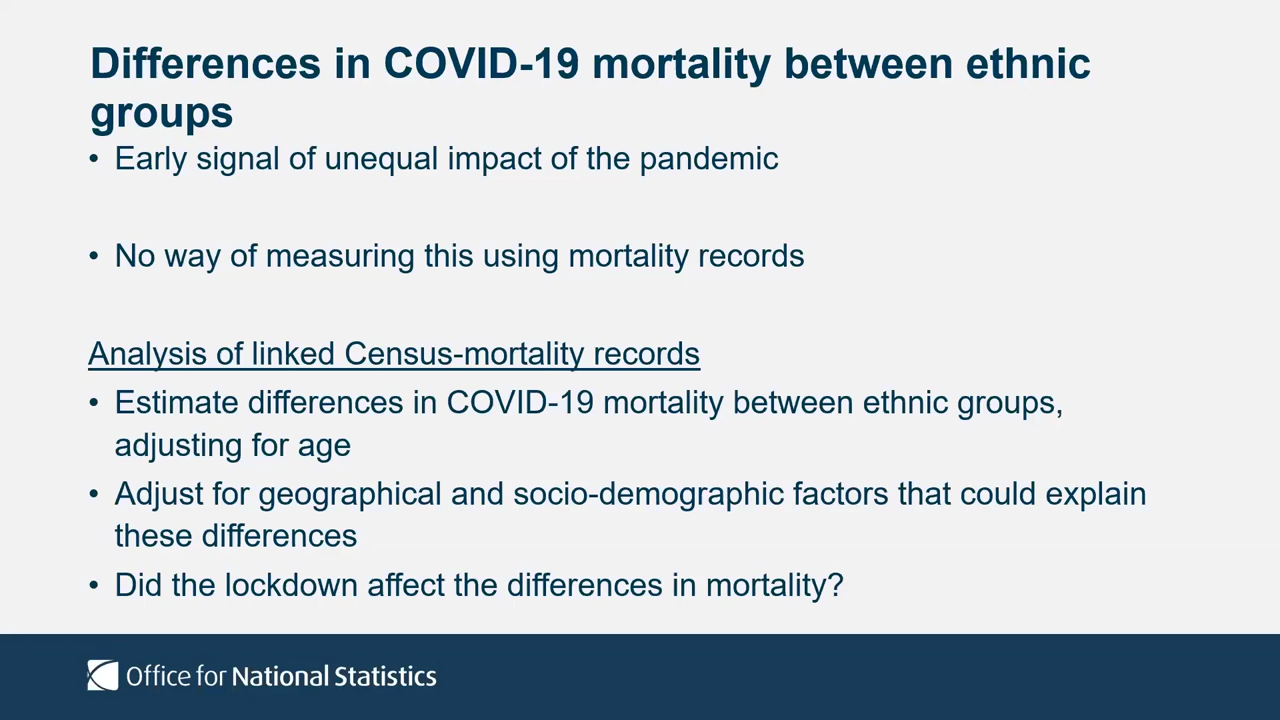 Differences in COVID-19 mortality between ethnic
groups
• Early signal of unequal impact of the pandemic
• No way of measuring this using mortality records
Analysis of linked Census-mortality records
• Estimate differences in COVID-19 mortality between ethnic groups,
adjusting for age
• Adjust for geographical and socio-demographic factors that could explain
these differences
• Did the lockdown affect the differences in mortality?
Office for National Statistics